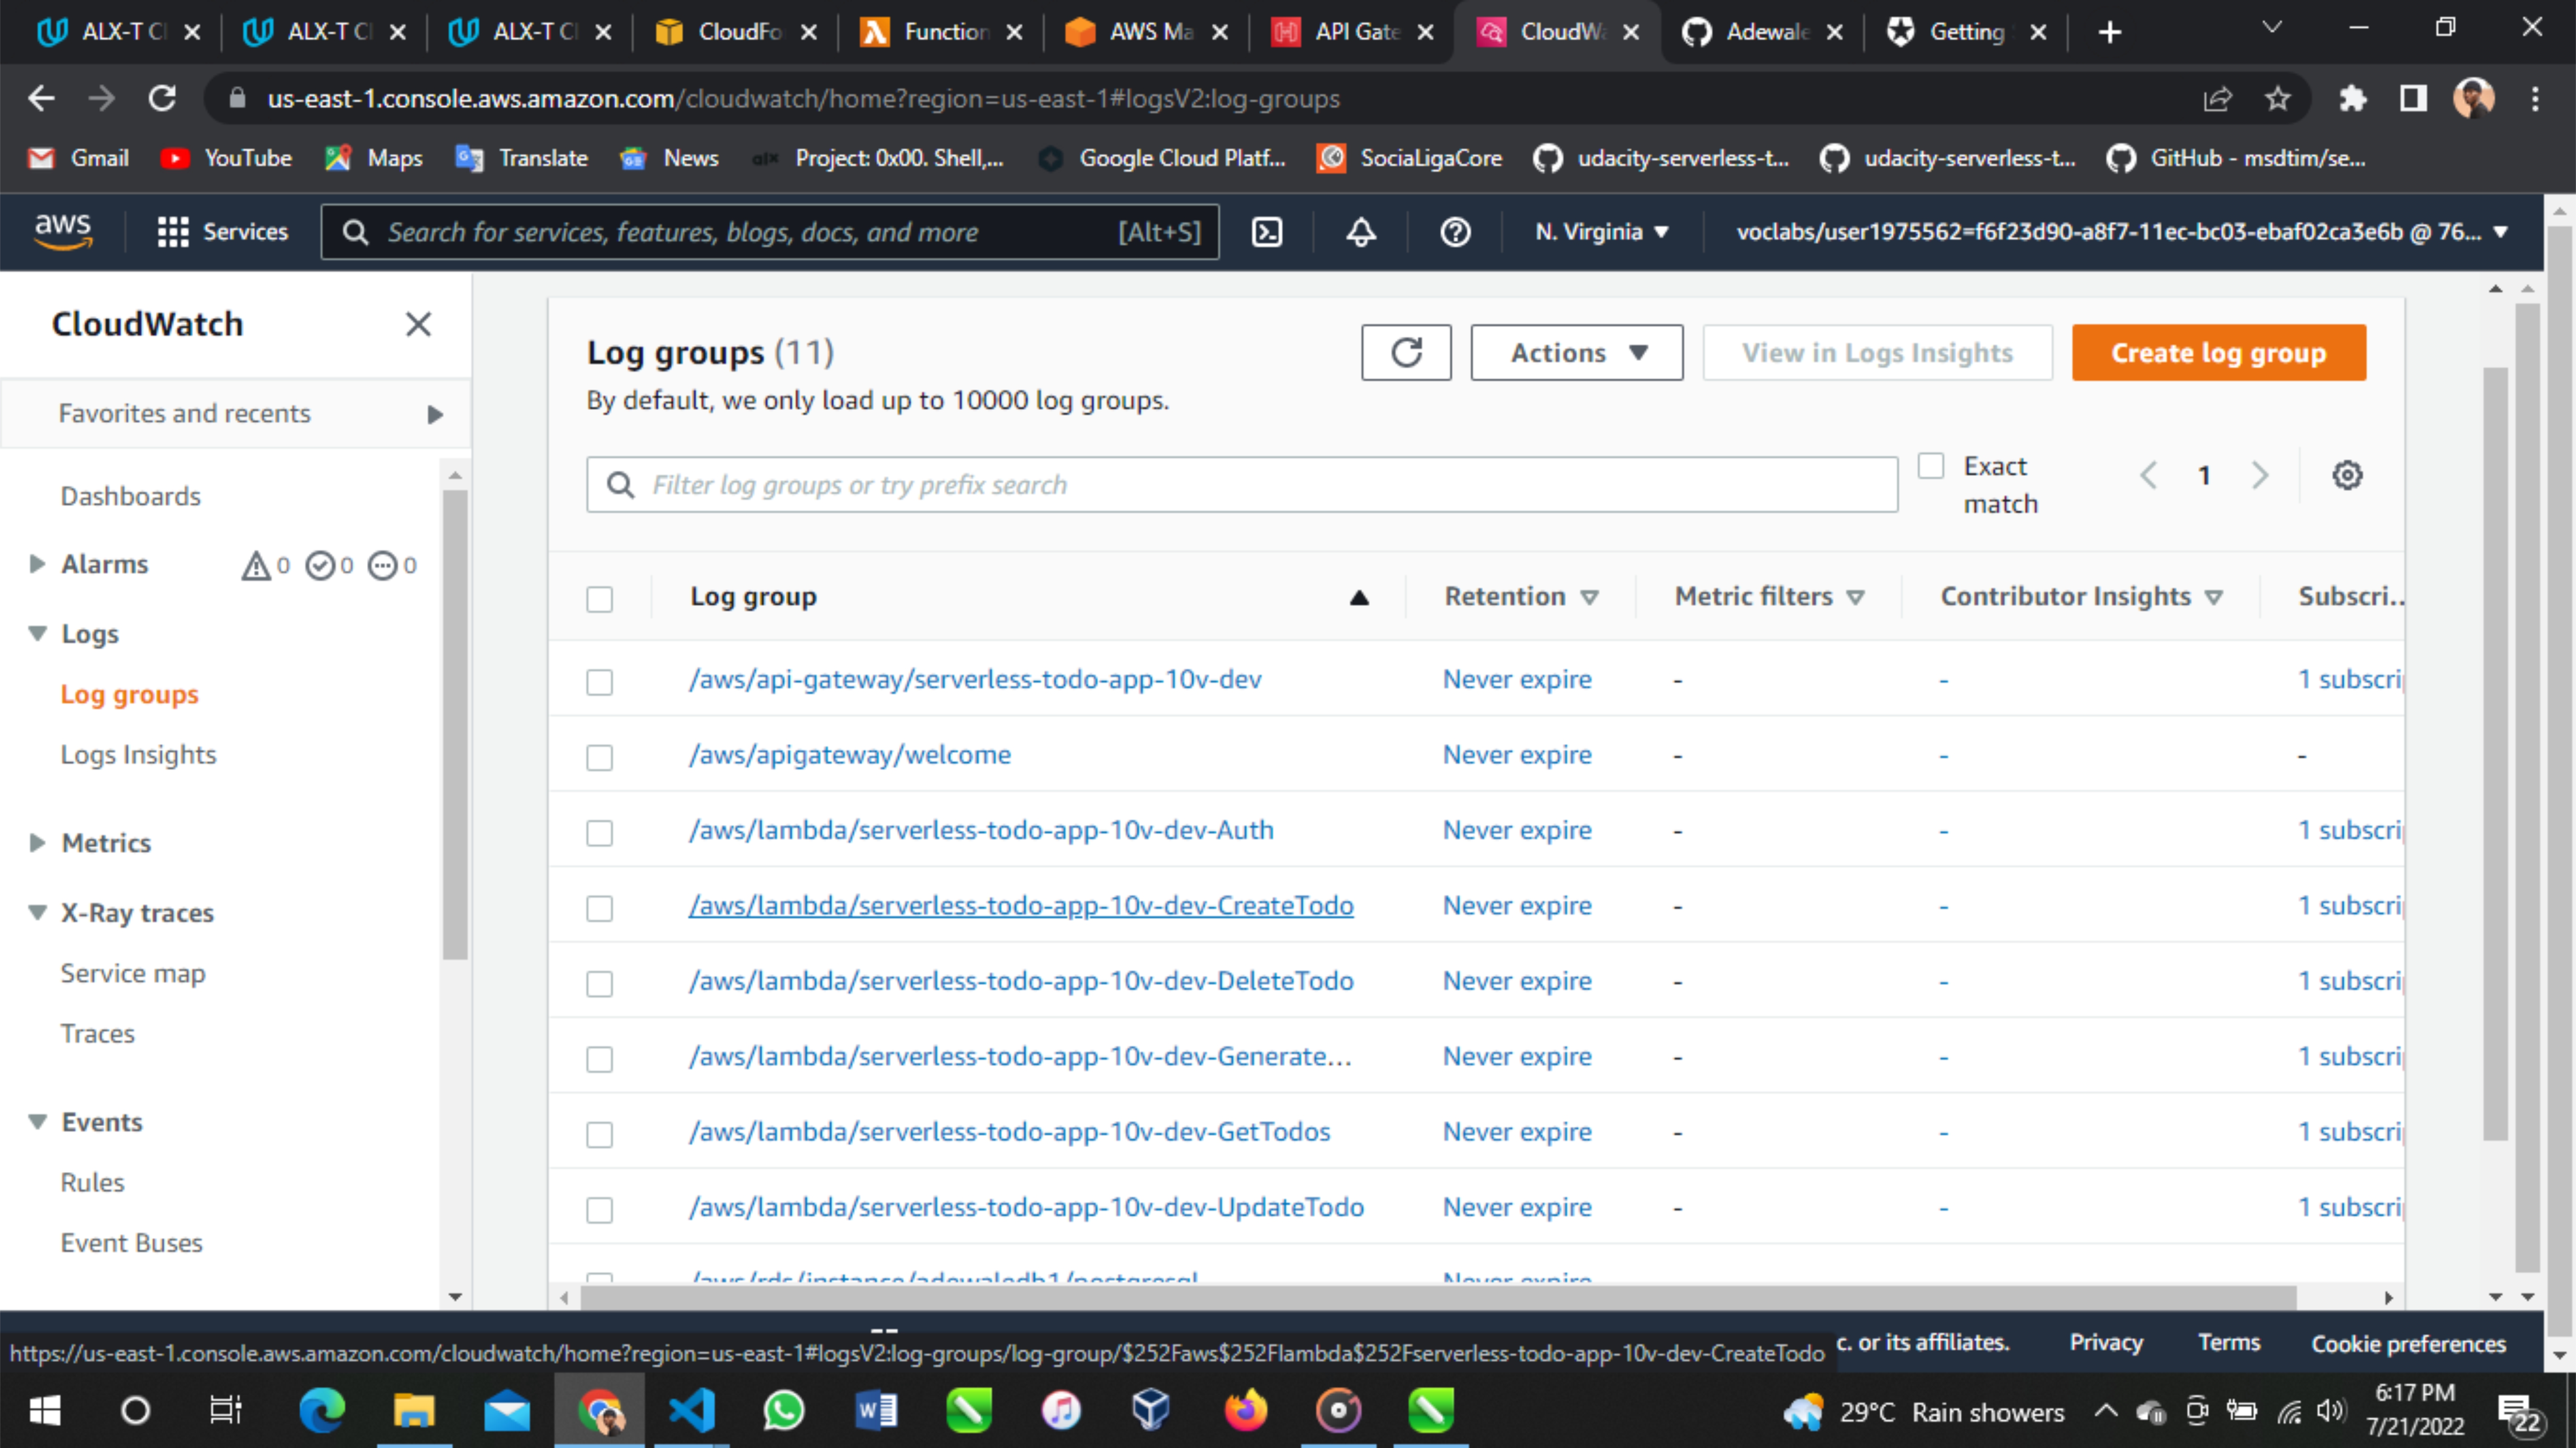 ALX-T Cl
ALX-T Cl
ALX-T Cl
CloudFo
Function
AWS Ma
API Gate
CloudWa
Adewale
Getting
us-east-1.console.aws.amazon.com/cloudwatch/home?region=us-east-1#logsV2:log-groups
Gmail YouTube Maps Translate News alx Project: 0x00. Shell,... Google Cloud Platf... SociaLigaCore udacity-serverless-t... udacity-serverless-t... GitHub - msdtim/se...
aws Services Search for services, features, blogs, docs, and more [Alt+S] N. Virginia voclabs/user1975562=f6f23d90-a8f7-11ec-bc03-ebaf02ca3e6b @ 76...
CloudWatch
Favorites and recents
Dashboards
Alarms 0 0 0
Logs
Log groups
Logs Insights
Metrics
X-Ray traces
Service map
Traces
Events
Rules
Event Buses
Log groups (11)
By default, we only load up to 10000 log groups.
Actions View in Logs Insights Create log group
Filter log groups or try prefix search
Exact
match
1
Log group Retention Metric filters Contributor Insights Subscri...
/aws/api-gateway/serverless-todo-app-10v-dev Never expire - - 1 subscri
/aws/apigateway/welcome Never expire - - -
/aws/lambda/serverless-todo-app-10v-dev-Auth Never expire - - 1 subscri
/aws/lambda/serverless-todo-app-10v-dev-CreateTodo Never expire - - 1 subscri
/aws/lambda/serverless-todo-app-10v-dev-DeleteTodo Never expire - - 1 subscri
/aws/lambda/serverless-todo-app-10v-dev-Generate... Never expire - - 1 subscri
/aws/lambda/serverless-todo-app-10v-dev-GetTodos Never expire - - 1 subscri
/aws/lambda/serverless-todo-app-10v-dev-UpdateTodo Never expire - - 1 subscri
/aws/rds/instance/adewaledb1/postgresql Never expire
https://us-east-1.console.aws.amazon.com/cloudwatch/home?region=us-east-1#logsV2:log-groups/log-group/$252Faws$252Flambda$252Fserverless-todo-app-10v-dev-CreateTodo
c. or its affiliates. Privacy Terms Cookie preferences
29°C Rain showers
6:17 PM
7/21/2022
22